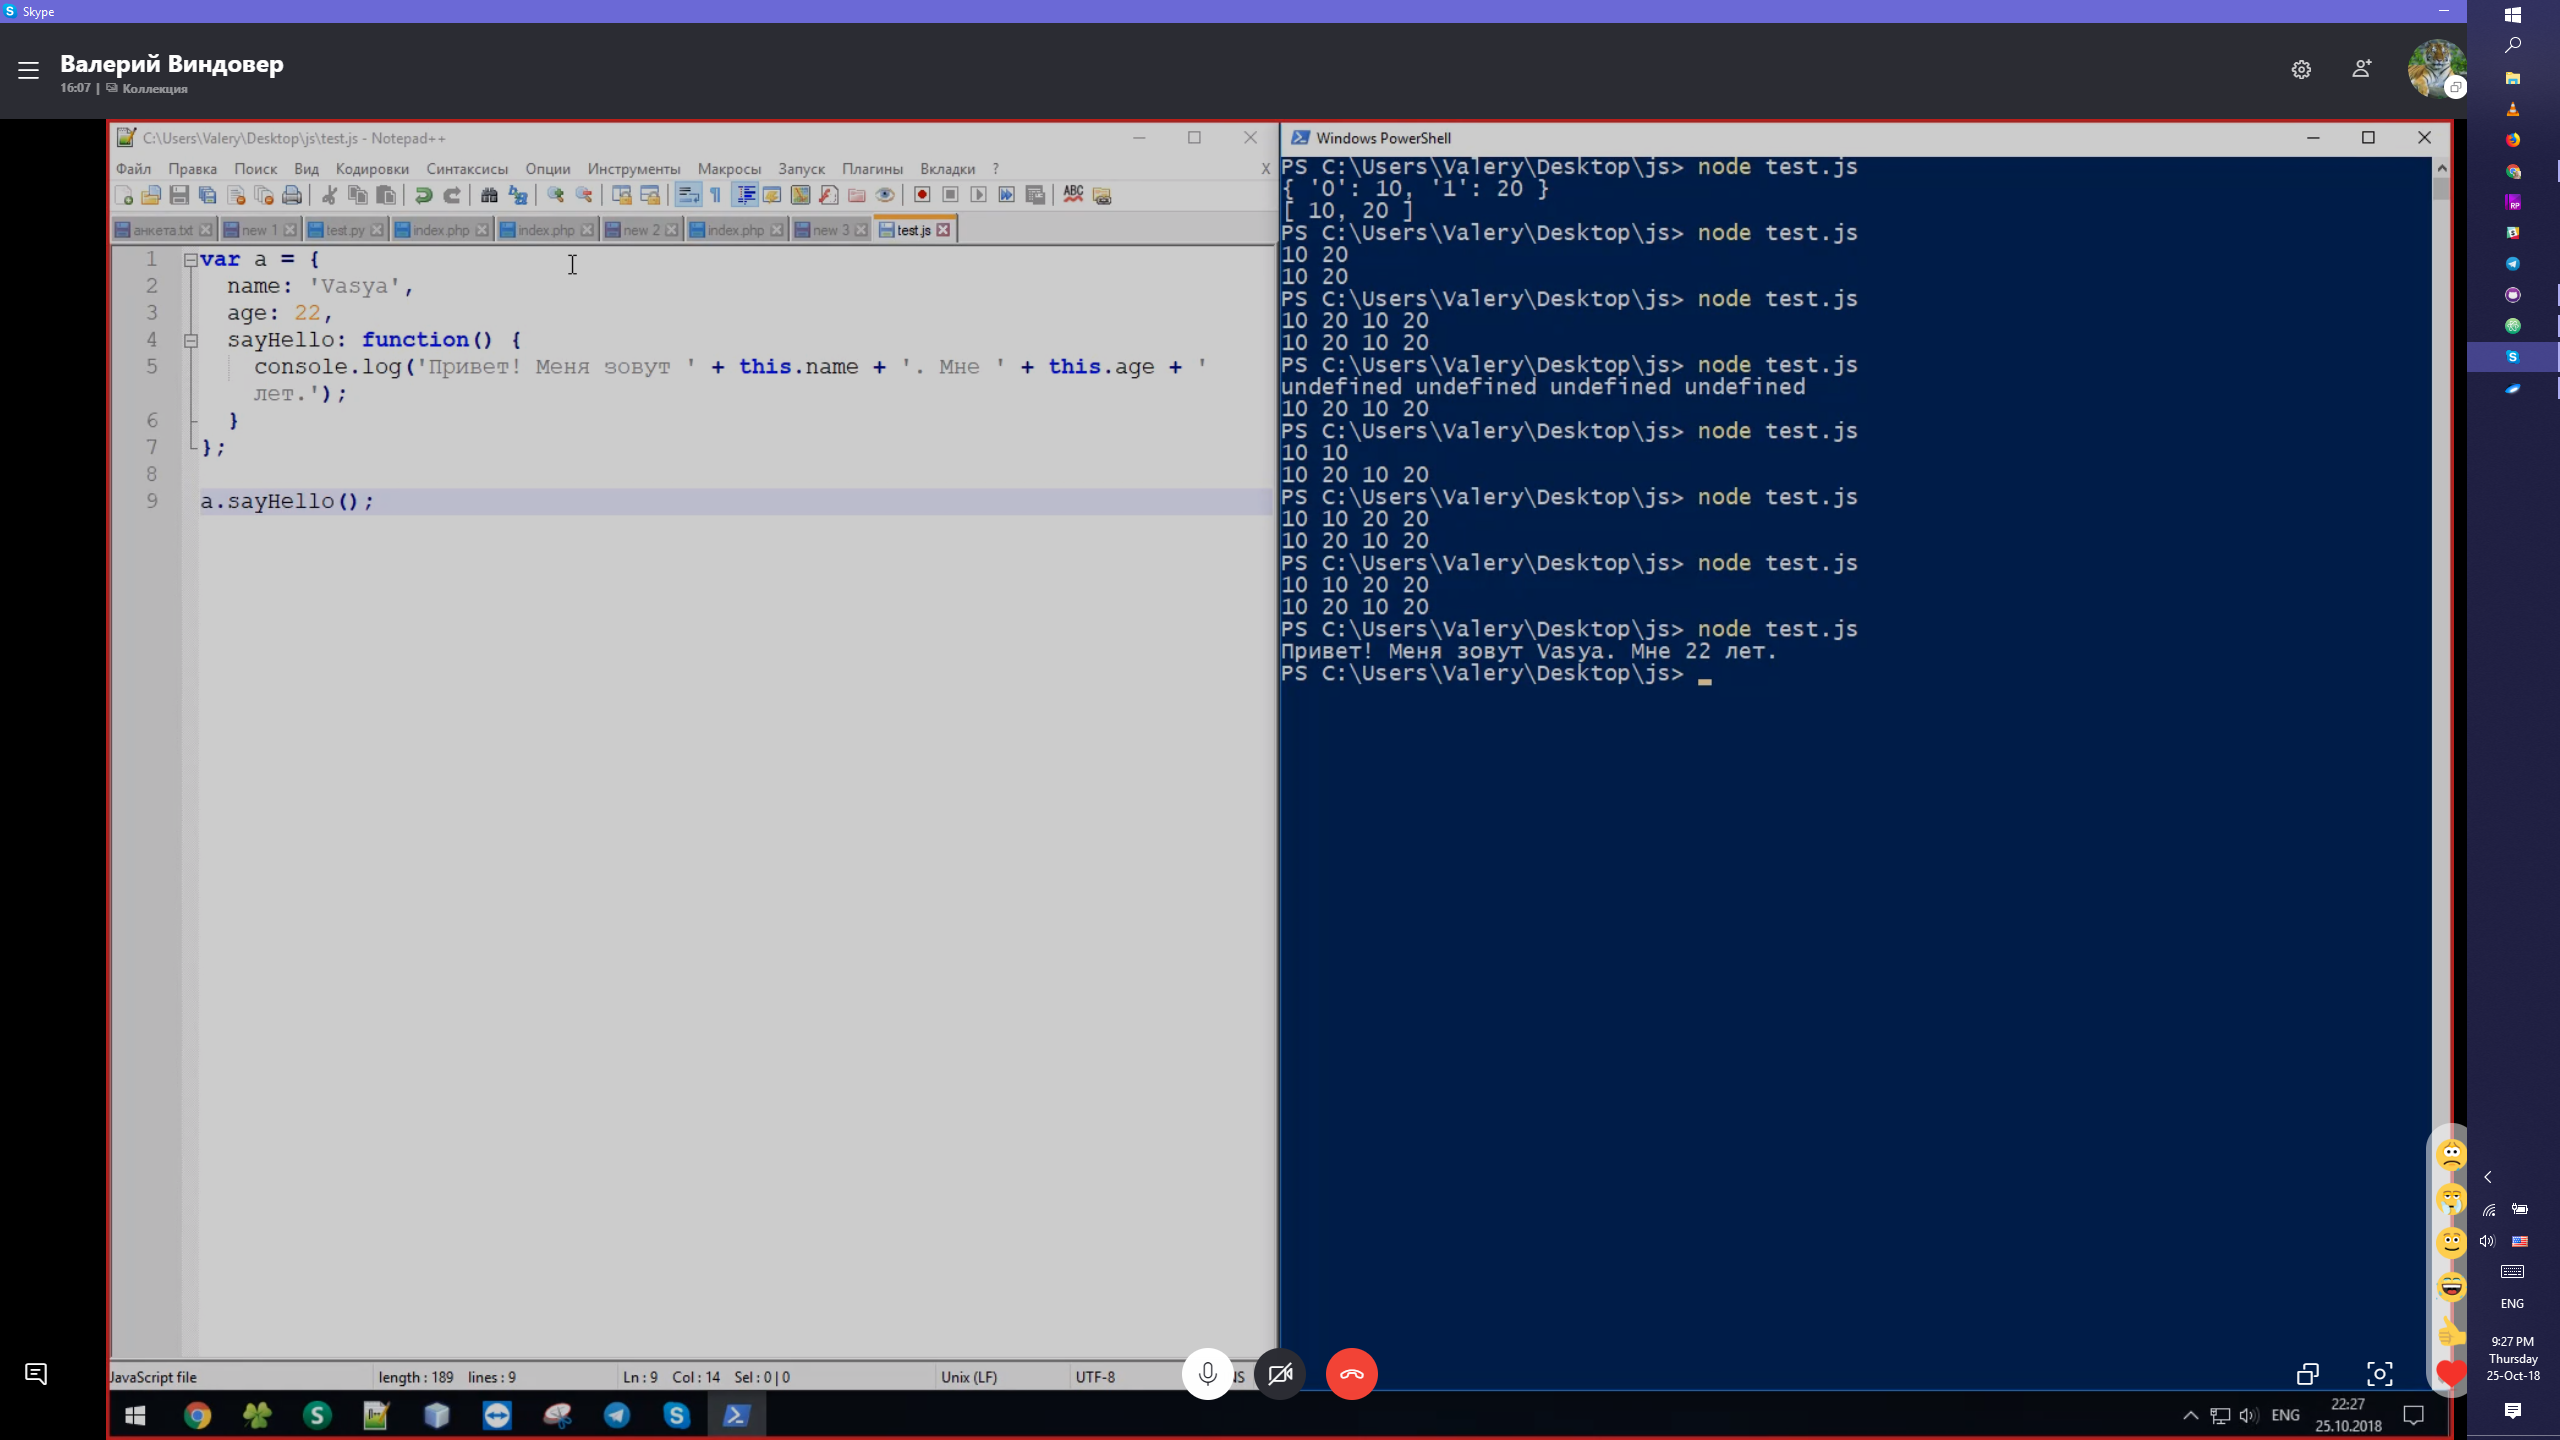 Skype
Валерий Виндовер
16:07 | Коллекция
C:\Users\Valery\Desktop\js\test.js - Notepad++
Файл Правка Поиск Вид Кодировки Синтаксисы Опции Инструменты Макросы Запуск Плагины Вкладки ? X
ABC
анкета.txt new 1 test.py index.php index.php new 2 index.php new 3 test.js
1 var a = {
2 name: 'Vasya',
3 age: 22,
4 sayHello: function() {
5 console.log('Привет! Меня зовут ' + this.name + '. Мне ' + this.age + '
лет.');
6 }
7 };
8
9 a.sayHello();
JavaScript file length : 189 lines : 9 Ln : 9 Col : 14 Sel : 0 | 0 Unix (LF) UTF-8 NS
Windows PowerShell
PS C:\Users\Valery\Desktop\js> node test.js
{ '0': 10, '1': 20 }
[ 10, 20 ]
PS C:\Users\Valery\Desktop\js> node test.js
10 20
10 20
PS C:\Users\Valery\Desktop\js> node test.js
10 20 10 20
10 20 10 20
PS C:\Users\Valery\Desktop\js> node test.js
undefined undefined undefined undefined
10 20 10 20
PS C:\Users\Valery\Desktop\js> node test.js
10 10
10 20 10 20
PS C:\Users\Valery\Desktop\js> node test.js
10 10 20 20
10 20 10 20
PS C:\Users\Valery\Desktop\js> node test.js
10 10 20 20
10 20 10 20
PS C:\Users\Valery\Desktop\js> node test.js
Привет! Меня зовут Vasya. Мне 22 лет.
PS C:\Users\Valery\Desktop\js>
ENG
22:27
25.10.2018
RP
ENG
9:27 PM
Thursday
25-Oct-18